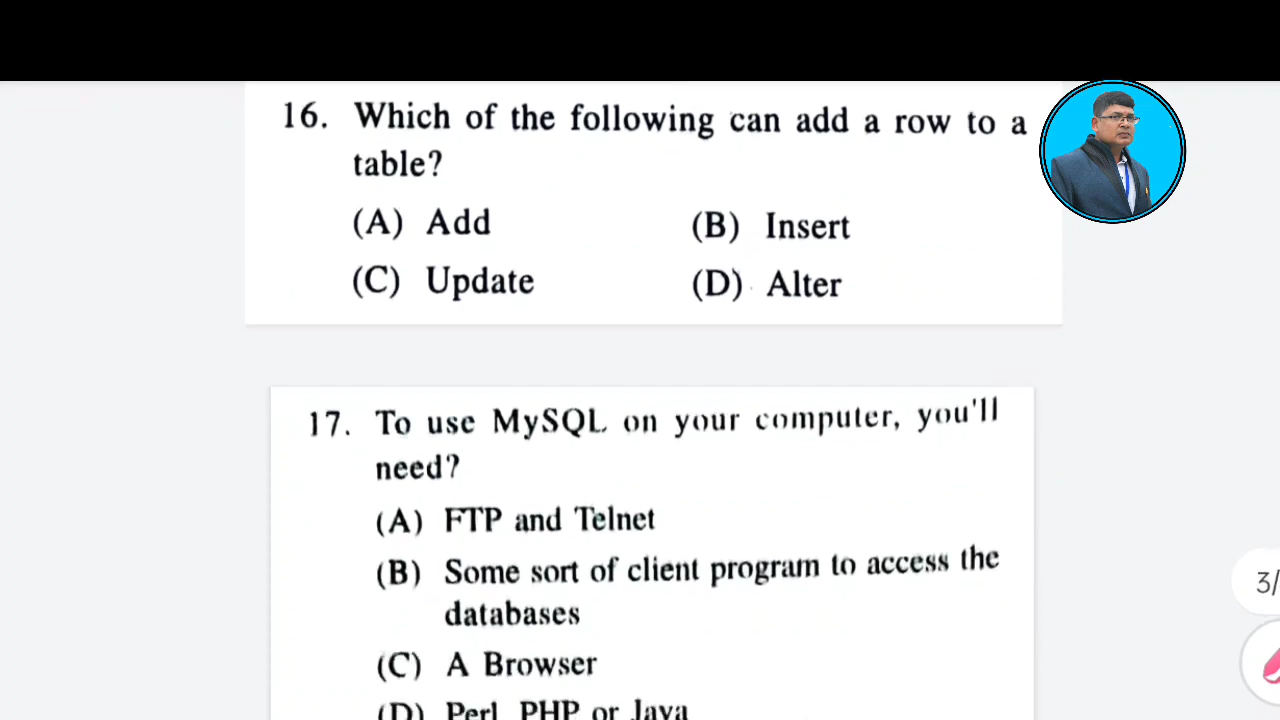 16. Which of the following can add a row to a
table?
(A) Add (B) Insert
(C) Update (D) Alter
17. To use MySQL on your computer, you'll
need?
(A) FTP and Telnet
(B) Some sort of client program to access the
databases
(C) A Browser
(D) Perl, PHP or Java
3/